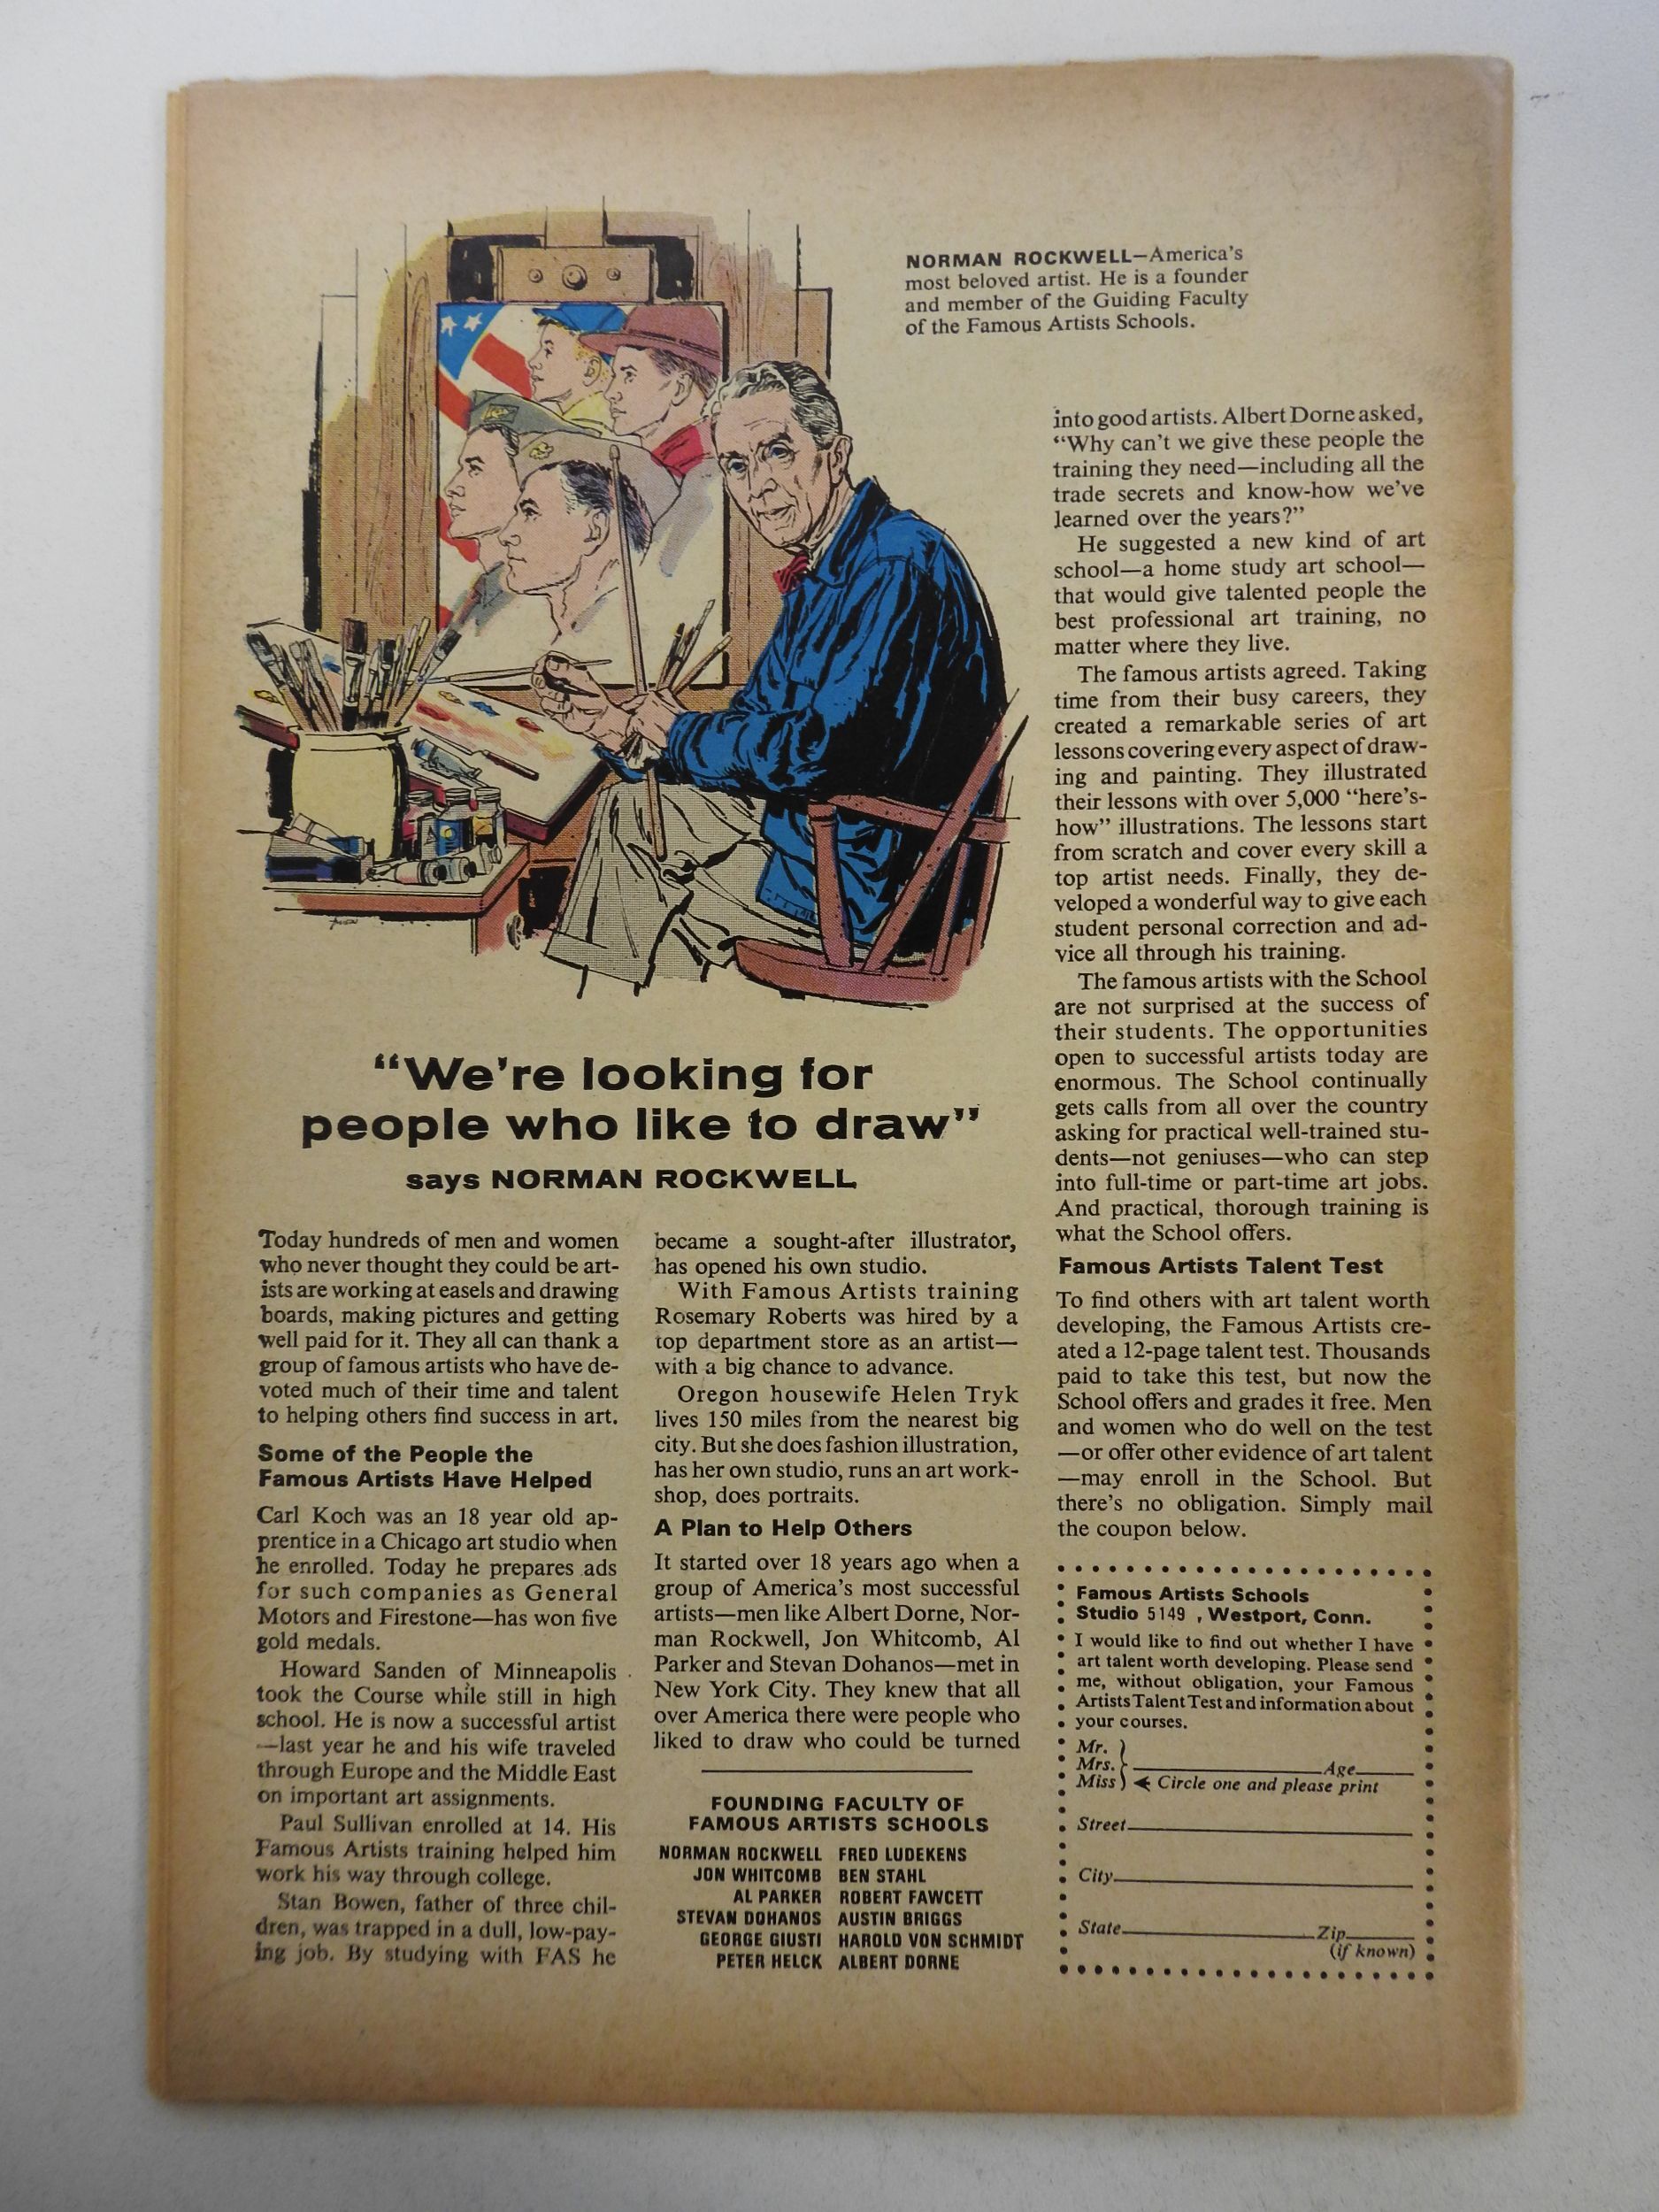 NORMAN ROCKWELL—America's
most beloved artist. He is a founder
and member of the Guiding Faculty
of the Famous Artists Schools.
"We're looking for
people who like to draw"
says NORMAN ROCKWELL
Today hundreds of men and women
who never thought they could be art-
ists are working at easels and drawing
boards, making pictures and getting
well paid for it. They all can thank a
group of famous artists who have de-
voted much of their time and talent
to helping others find success in art.
Some of the People the
Famous Artists Have Helped
Carl Koch was an 18 year old ap-
prentice in a Chicago art studio when
he enrolled. Today he prepares ads
for such companies as General
Motors and Firestone—has won five
gold medals.
Howard Sanden of Minneapolis
took the Course while still in high
school. He is now a successful artist
—last year he and his wife traveled
through Europe and the Middle East
on important art assignments.
Paul Sullivan enrolled at 14. His
Famous Artists training helped him
work his way through college.
Stan Bowen, father of three chil-
dren, was trapped in a dull, low-pay-
ing job. By studying with FAS he
became a sought-after illustrator,
has opened his own studio.
With Famous Artists training
Rosemary Roberts was hired by a
top department store as an artist—
with a big chance to advance.
Oregon housewife Helen Tryk
lives 150 miles from the nearest big
city. But she does fashion illustration,
has her own studio, runs an art work-
shop, does portraits.
A Plan to Help Others
It started over 18 years ago when a
group of America's most successful
artists—men like Albert Dorne, Nor-
man Rockwell, Jon Whitcomb, Al
Parker and Stevan Dohanos—met in
New York City. They knew that all
over America there were people who
liked to draw who could be turned
FOUNDING FACULTY OF
FAMOUS ARTISTS SCHOOLS
NORMAN ROCKWELL FRED LUDEKENS
JON WHITCOMB BEN STAHL
AL PARKER ROBERT FAWCETT
STEVAN DOHANOS AUSTIN BRIGGS
GEORGE GIUSTI HAROLD VON SCHMIDT
PETER HELCK ALBERT DORNE
into good artists. Albert Dorne asked,
"Why can't we give these people the
training they need—including all the
trade secrets and know-how we've
learned over the years?"
He suggested a new kind of art
school—a home study art school—
that would give talented people the
best professional art training, no
matter where they live.
The famous artists agreed. Taking
time from their busy careers, they
created a remarkable series of art
lessons covering every aspect of draw-
ing and painting. They illustrated
their lessons with over 5,000 "here's-
how" illustrations. The lessons start
from scratch and cover every skill a
top artist needs. Finally, they de-
veloped a wonderful way to give each
student personal correction and ad-
vice all through his training.
The famous artists with the School
are not surprised at the success of
their students. The opportunities
open to successful artists today are
enormous. The School continually
gets calls from all over the country
asking for practical well-trained stu-
dents—not geniuses—who can step
into full-time or part-time art jobs.
And practical, thorough training is
what the School offers.
Famous Artists Talent Test
To find others with art talent worth
developing, the Famous Artists cre-
ated a 12-page talent test. Thousands
paid to take this test, but now the
School offers and grades it free. Men
and women who do well on the test
—or offer other evidence of art talent
—may enroll in the School. But
there's no obligation. Simply mail
the coupon below.
Famous Artists Schools
Studio 5149 , Westport, Conn.
I would like to find out whether I have
art talent worth developing. Please send
me, without obligation, your Famous
Artists Talent Test and information about
your courses.
Mr.
Mrs. Age
Miss Circle one and please print
Street
City
State Zip
(if known)